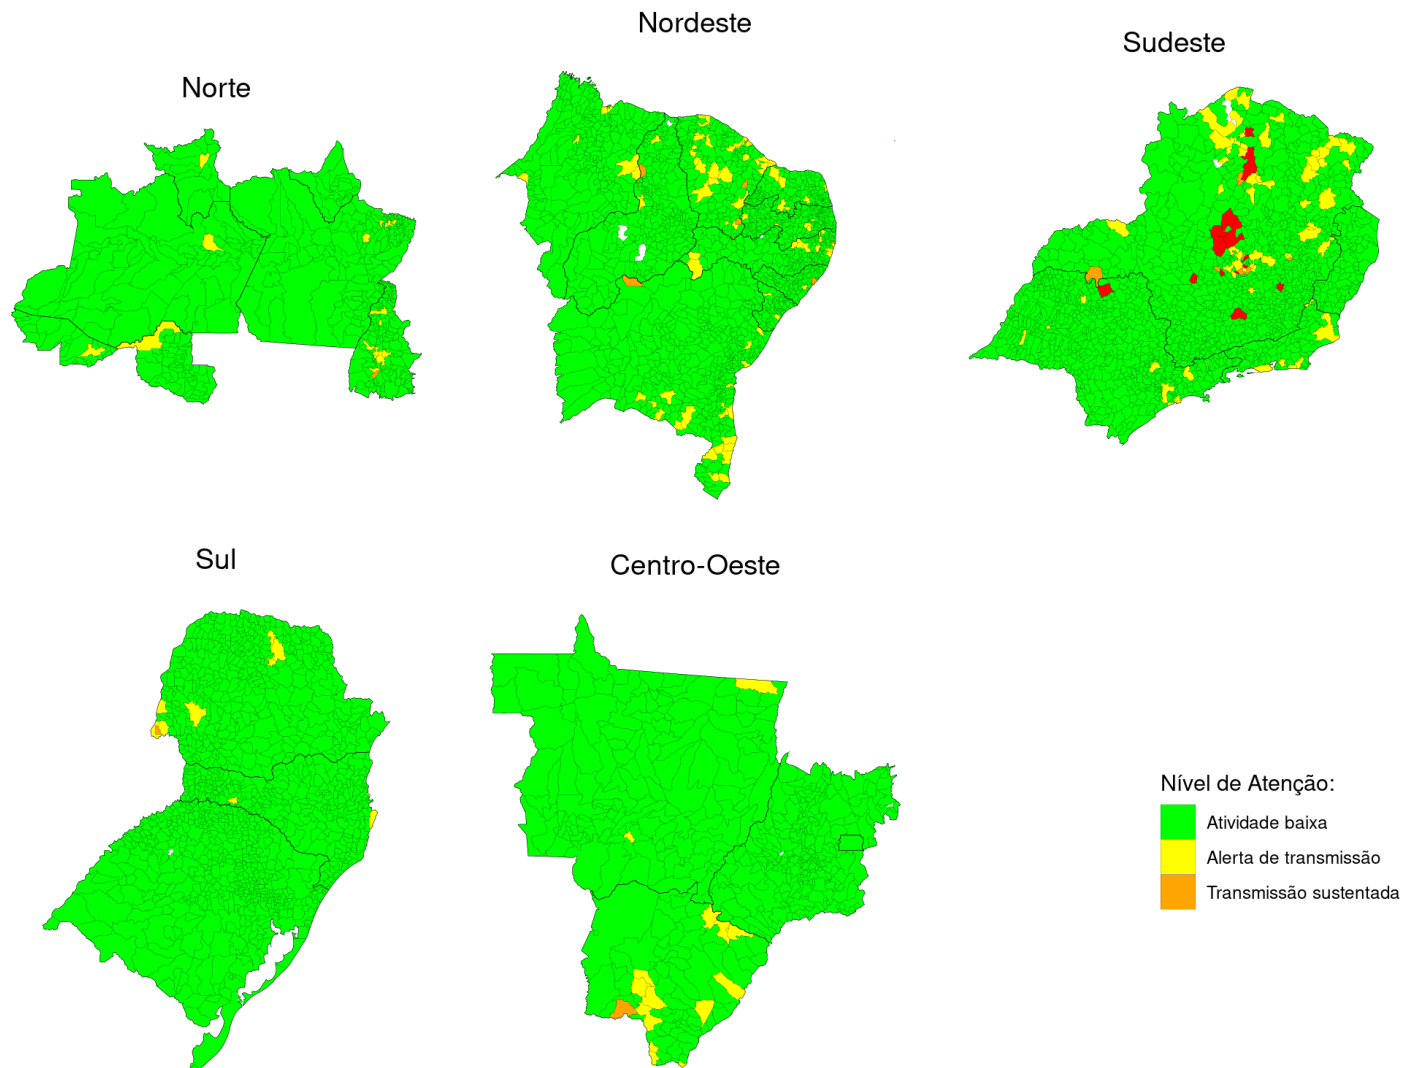 Norte
Nordeste
Sudeste
Sul
Centro-Oeste
Nível de Atenção:
Atividade baixa
Alerta de transmissão
Transmissão sustentada